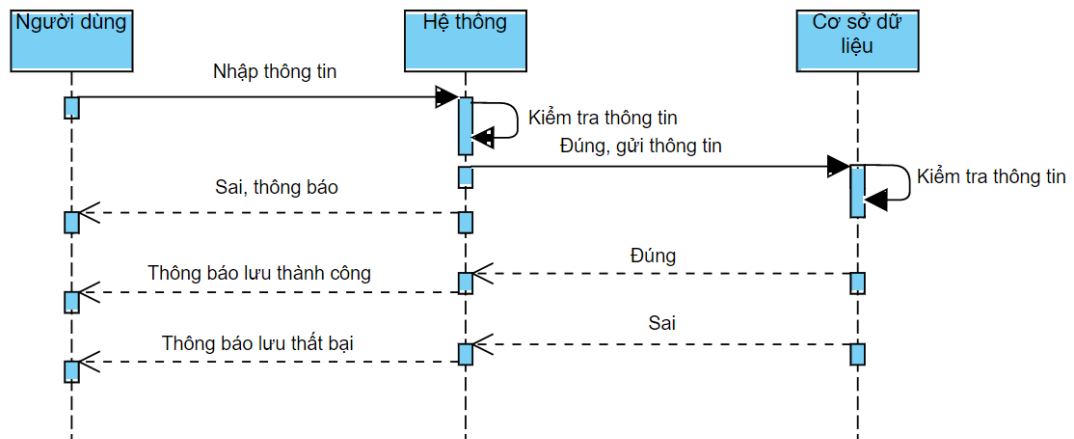 Người dùng
Hệ thông
Cơ sở dữ
liệu
Nhập thông tin
Kiểm tra thông tin
Đúng, gửi thông tin
Kiểm tra thông tin
Sai, thông báo
Đúng
Thông báo lưu thành công
Sai
Thông báo lưu thất bại